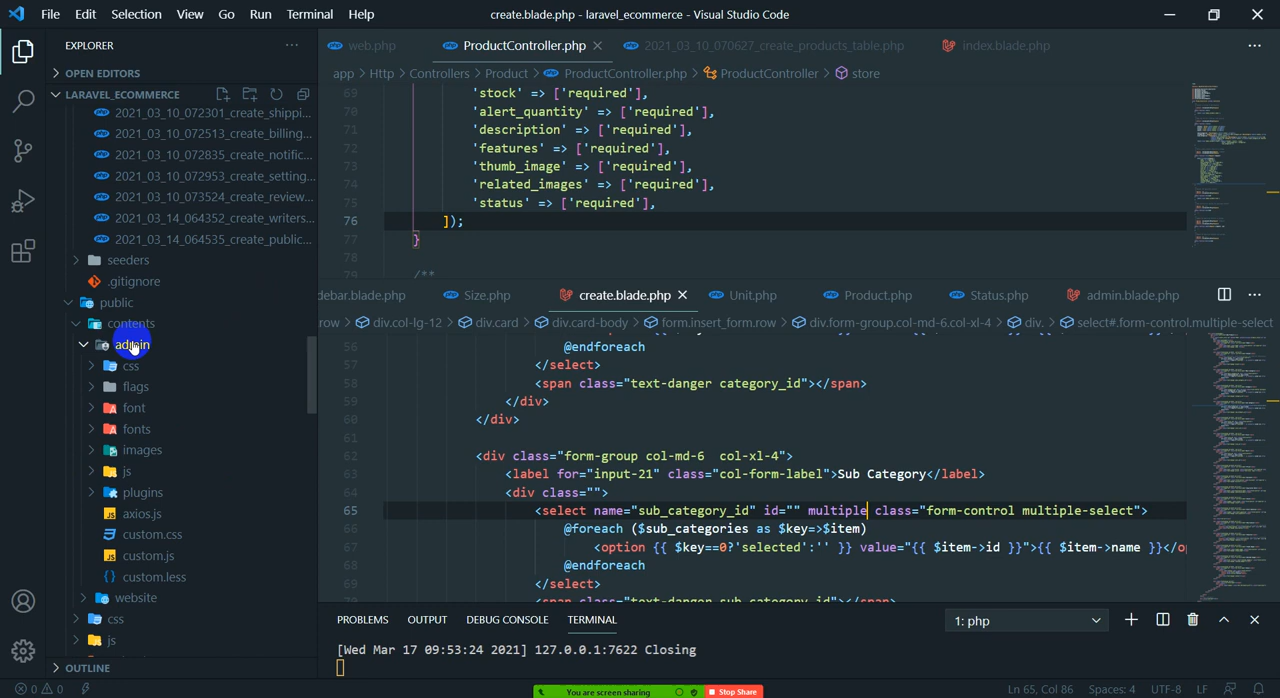 File Edit Selection View Go Run Terminal Help
create.blade.php - laravel_ecommerce - Visual Studio Code
EXPLORER
OPEN EDITORS
LARAVEL_ECOMMERCE
2021_03_10_072301_create_shippi...
2021_03_10_072513_create_billing...
2021_03_10_072835_create_notific...
2021_03_10_072953_create_setting...
2021_03_10_073524_create_review...
2021_03_14_064352_create_writers...
2021_03_14_064535_create_public...
seeders
.gitignore
public
contents
admin
css
flags
font
fonts
images
js
plugins
axios.js
custom.css
custom.js
custom.less
website
css
js
OUTLINE
web.php ProductController.php 2021_03_10_070627_create_products_table.php index.blade.php
app > Http > Controllers > Product > ProductController.php > ProductController > store
69 'stock' => ['required'],
70 'alert_quantity' => ['required'],
71 'description' => ['required'],
72 'features' => ['required'],
73 'thumb_image' => ['required'],
74 'related_images' => ['required'],
75 'status' => ['required'],
76 ]);
77 }
78
79 /**
debar.blade.php Size.php create.blade.php Unit.php Product.php Status.php admin.blade.php
row > div.col-lg-12 > div.card > div.card-body > form.insert_form.row > div.form-group.col-md-6.col-xl-4 > div. > select#.form-control.multiple-select
56 @endforeach
57 </select>
58 <span class="text-danger category_id"></span>
59 </div>
60 </div>
61
62 <div class="form-group col-md-6  col-xl-4">
63 <label for="input-21" class="col-form-label">Sub Category</label>
64 <div class="">
65 <select name="sub_category_id" id="" multiple class="form-control multiple-select">
66 @foreach ($sub_categories as $key=>$item)
67 <option {{ $key==0?'selected':'' }} value="{{ $item->id }}">{{ $item->name }}</o
68 @endforeach
69 </select>
<span class="text-danger sub_category_id"></span>
PROBLEMS OUTPUT DEBUG CONSOLE TERMINAL
1: php
[Wed Mar 17 09:53:24 2021] 127.0.0.1:7622 Closing
You are screen sharing Stop Share
0 0
Ln 65, Col 86 Spaces: 4 UTF-8 LF